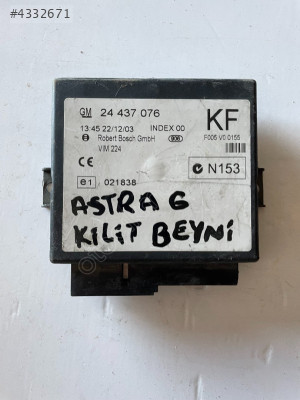 #4332671
GM 24 437 076 KF
13:45 22/12/03 INDEX 00 F005 V0 0155
Robert Bosch GmbH 906
VIM 224
CE N153
e1 021838
ASTRA G
KILIT BEYNİ